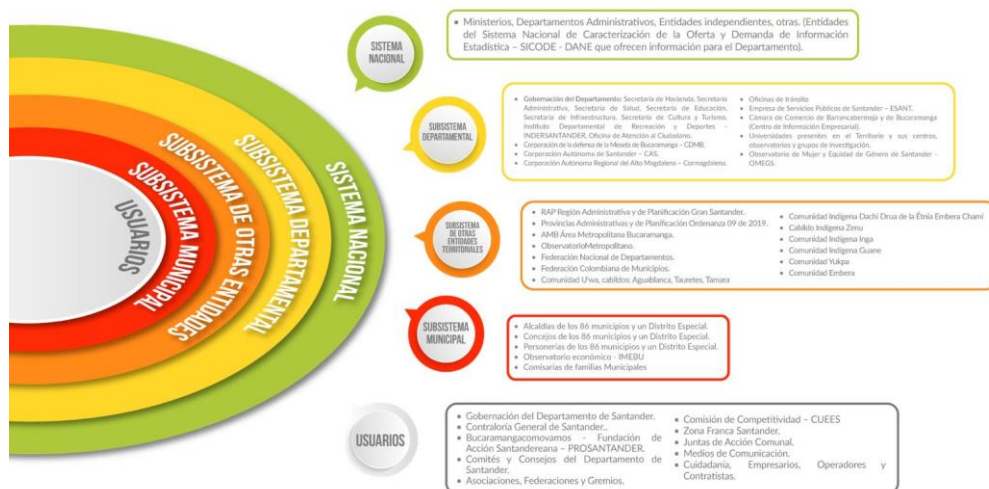 SISTEMA NACIONAL
SUBSISTEMA DEPARTAMENTAL
SUBSISTEMA DE OTRAS ENTIDADES
SUBSISTEMA MUNICIPAL
USUARIOS
SISTEMA
NACIONAL
• Ministerios, Departamentos Administrativos, Entidades independientes, otras. (Entidades
del Sistema Nacional de Caracterización de la Oferta y Demanda de Información
Estadística – SICODE - DANE que ofrecen información para el Departamento).
SUBSISTEMA
DEPARTAMENTAL
• Gobernación del Departamento: Secretaría de Hacienda, Secretaría
Administrativa, Secretaría de Salud, Secretaría de Educación,
Secretaría de Infraestructura, Secretaría de Cultura y Turismo,
Instituto Departamental de Recreación y Deportes -
INDERSANTANDER, Oficina de Atención al Ciudadano.
• Corporación de la defensa de la Meseta de Bucaramanga – CDMB.
• Corporación Autónoma de Santander – CAS.
• Corporación Autónoma Regional del Alto Magdalena – Cormagdalena.
• Oficinas de tránsito
• Empresa de Servicios Públicos de Santander – ESANT.
• Cámara de Comercio de Barrancabermeja y de Bucaramanga
(Centro de Información Empresarial).
• Universidades presentes en el Territorio y sus centros,
observatorios y grupos de investigación.
• Observatorio de Mujer y Equidad de Género de Santander -
OMEGS.
SUBSISTEMA
DE OTRAS
ENTIDADES
TERRITORIALES
• RAP Región Administrativa y de Planificación Gran Santander.
• Provincias Administrativas y de Planificación Ordenanza 09 de 2019.
• AMB Área Metropolitana Bucaramanga.
• ObservatorioMetropolitano.
• Federación Nacional de Departamentos.
• Federación Colombiana de Municipios.
• Comunidad U'wa, cabildos: Aguablanca, Tauretes, Tamara
• Comunidad Indígena Dachi Drua de la Étnia Embera Chamí
• Cabildo Indígena Zenu
• Comunidad Indígena Inga
• Comunidad Indígena Guane
• Comunidad Yukpa
• Comunidad Embera
SUBSISTEMA
MUNICIPAL
• Alcaldías de los 86 municipios y un Distrito Especial.
• Concejos de los 86 municipios y un Distrito Especial.
• Personerías de los 86 municipios y un Distrito Especial.
• Observatorio económico - IMEBU
• Comisarías de familias Municipales
USUARIOS
• Gobernación del Departamento de Santander.
• Contraloría General de Santander..
• Bucaramangacomovamos - Fundación de
Acción Santandereana – PROSANTANDER.
• Comités y Consejos del Departamento de
Santander.
• Asociaciones, Federaciones y Gremios.
• Comisión de Competitividad – CUEES
• Zona Franca Santander.
• Juntas de Acción Comunal.
• Medios de Comunicación.
• Cuidadanía, Empresarios, Operadores y
Contratistas.